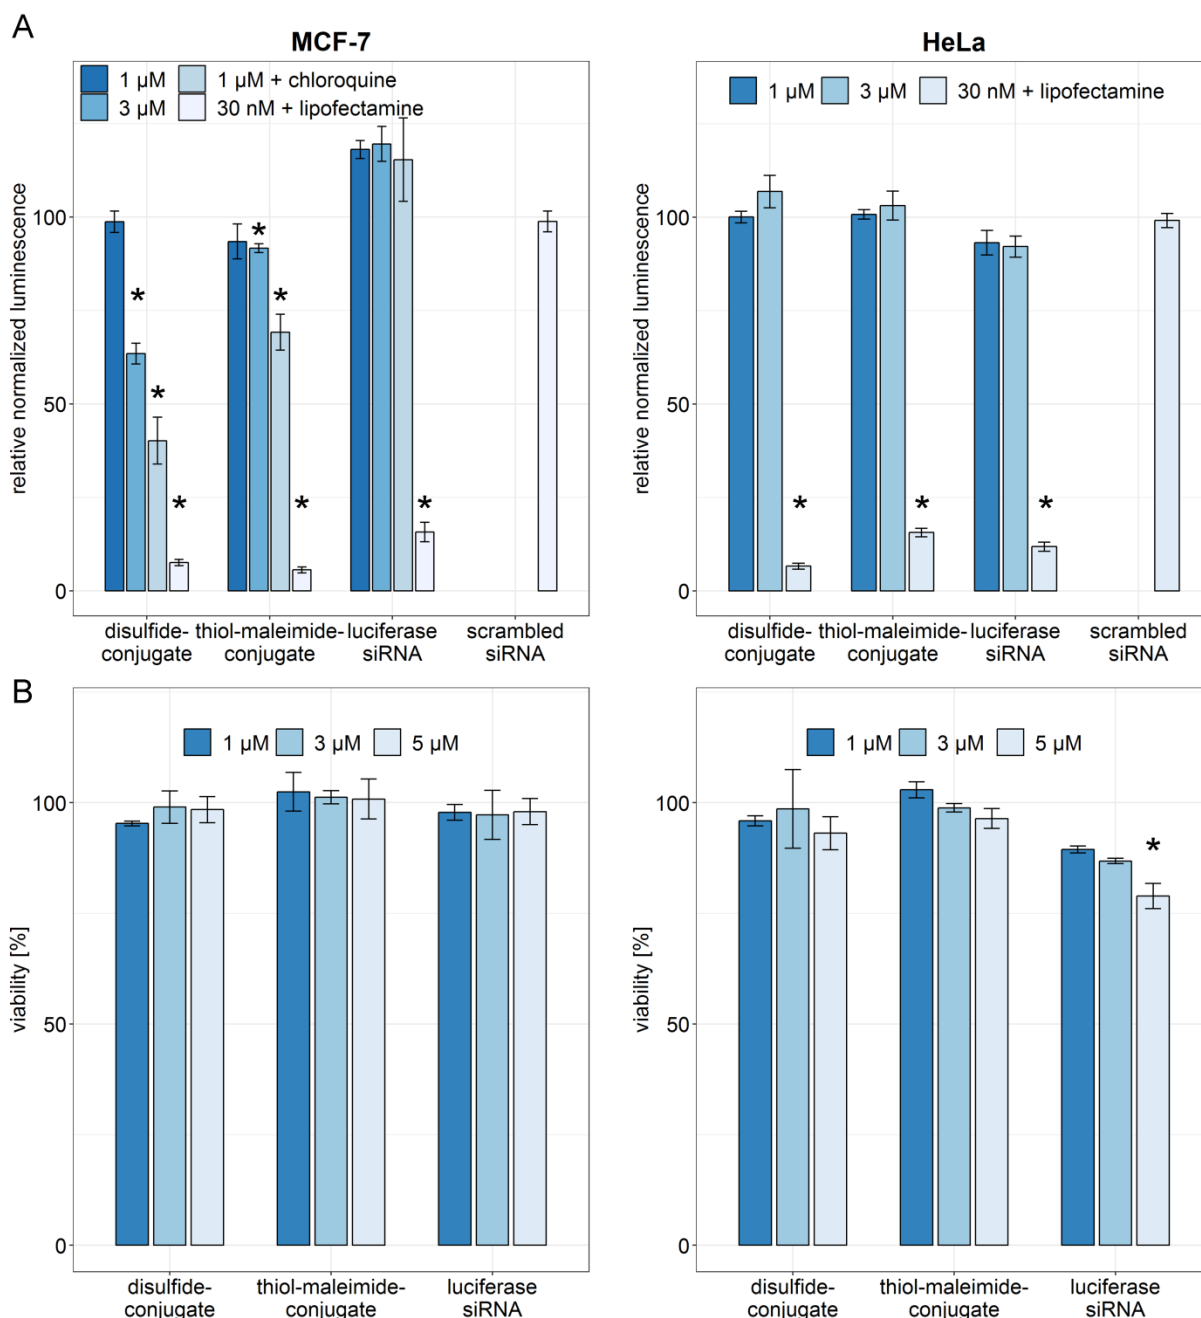 A
MCF-7
1 µM
1 µM + chloroquine
3 µM
30 nM + lipofectamine
relative normalized luminescence
100
50
0
*
*
*
*
*
*
*
disulfide-
conjugate
thiol-maleimide-
conjugate
luciferase
siRNA
scrambled
siRNA
HeLa
1 µM
3 µM
30 nM + lipofectamine
relative normalized luminescence
100
50
0
*
*
*
disulfide-
conjugate
thiol-maleimide-
conjugate
luciferase
siRNA
scrambled
siRNA
B
1 µM
3 µM
5 µM
viability [%]
100
50
0
disulfide-
conjugate
thiol-maleimide-
conjugate
luciferase
siRNA
1 µM
3 µM
5 µM
viability [%]
100
50
0
*
disulfide-
conjugate
thiol-maleimide-
conjugate
luciferase
siRNA